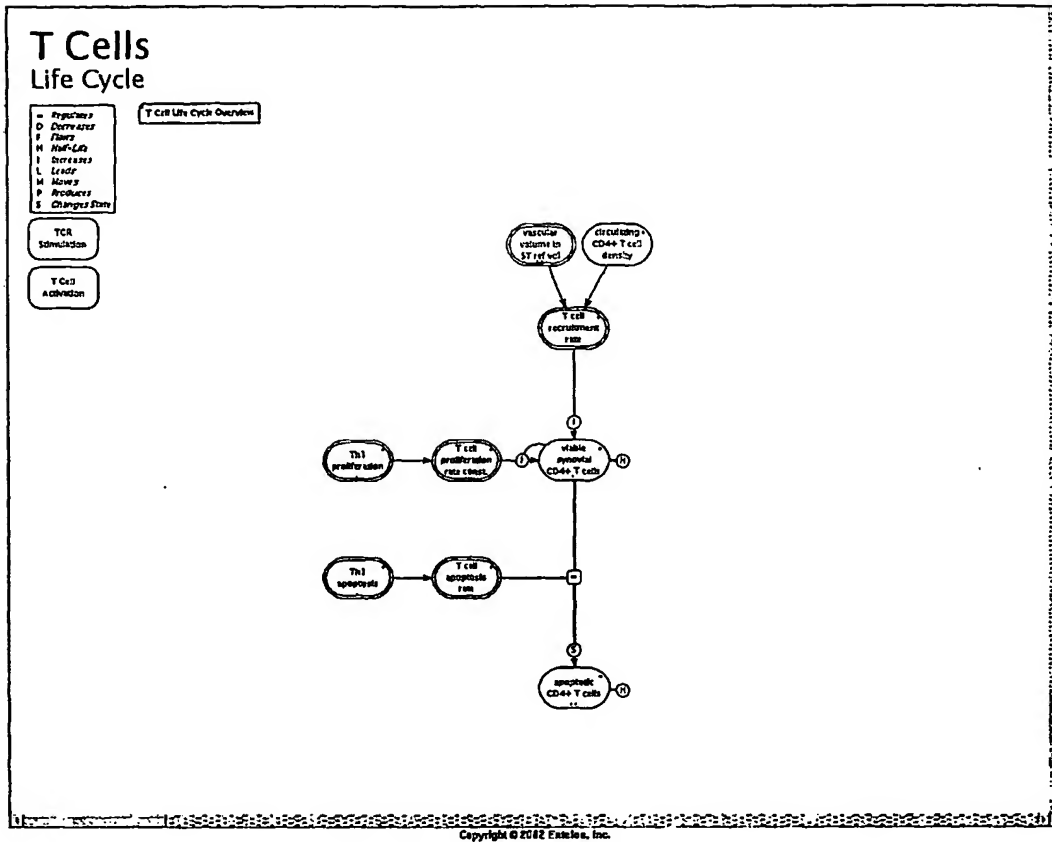 T Cells
Life Cycle
= Regulates
D Decreases
F Flows
H Half-Life
I Increases
L Leads
M Moves
P Produces
S Changes State
T Cell Life Cycle Overview
TCR
Stimulation
T Cell
Activation
vascular
volume in
ST ref vol
circulating
CD4+ T cell
density
T cell
recruitment
rate
I
Th1
proliferation
T cell
proliferation
rate const.
I
viable
synovial
CD4+ T cells
H
Th1
apoptosis
T cell
apoptosis
rate
=
S
apoptotic
CD4+ T cells
H
Copyright © 2002 Entelos, Inc.